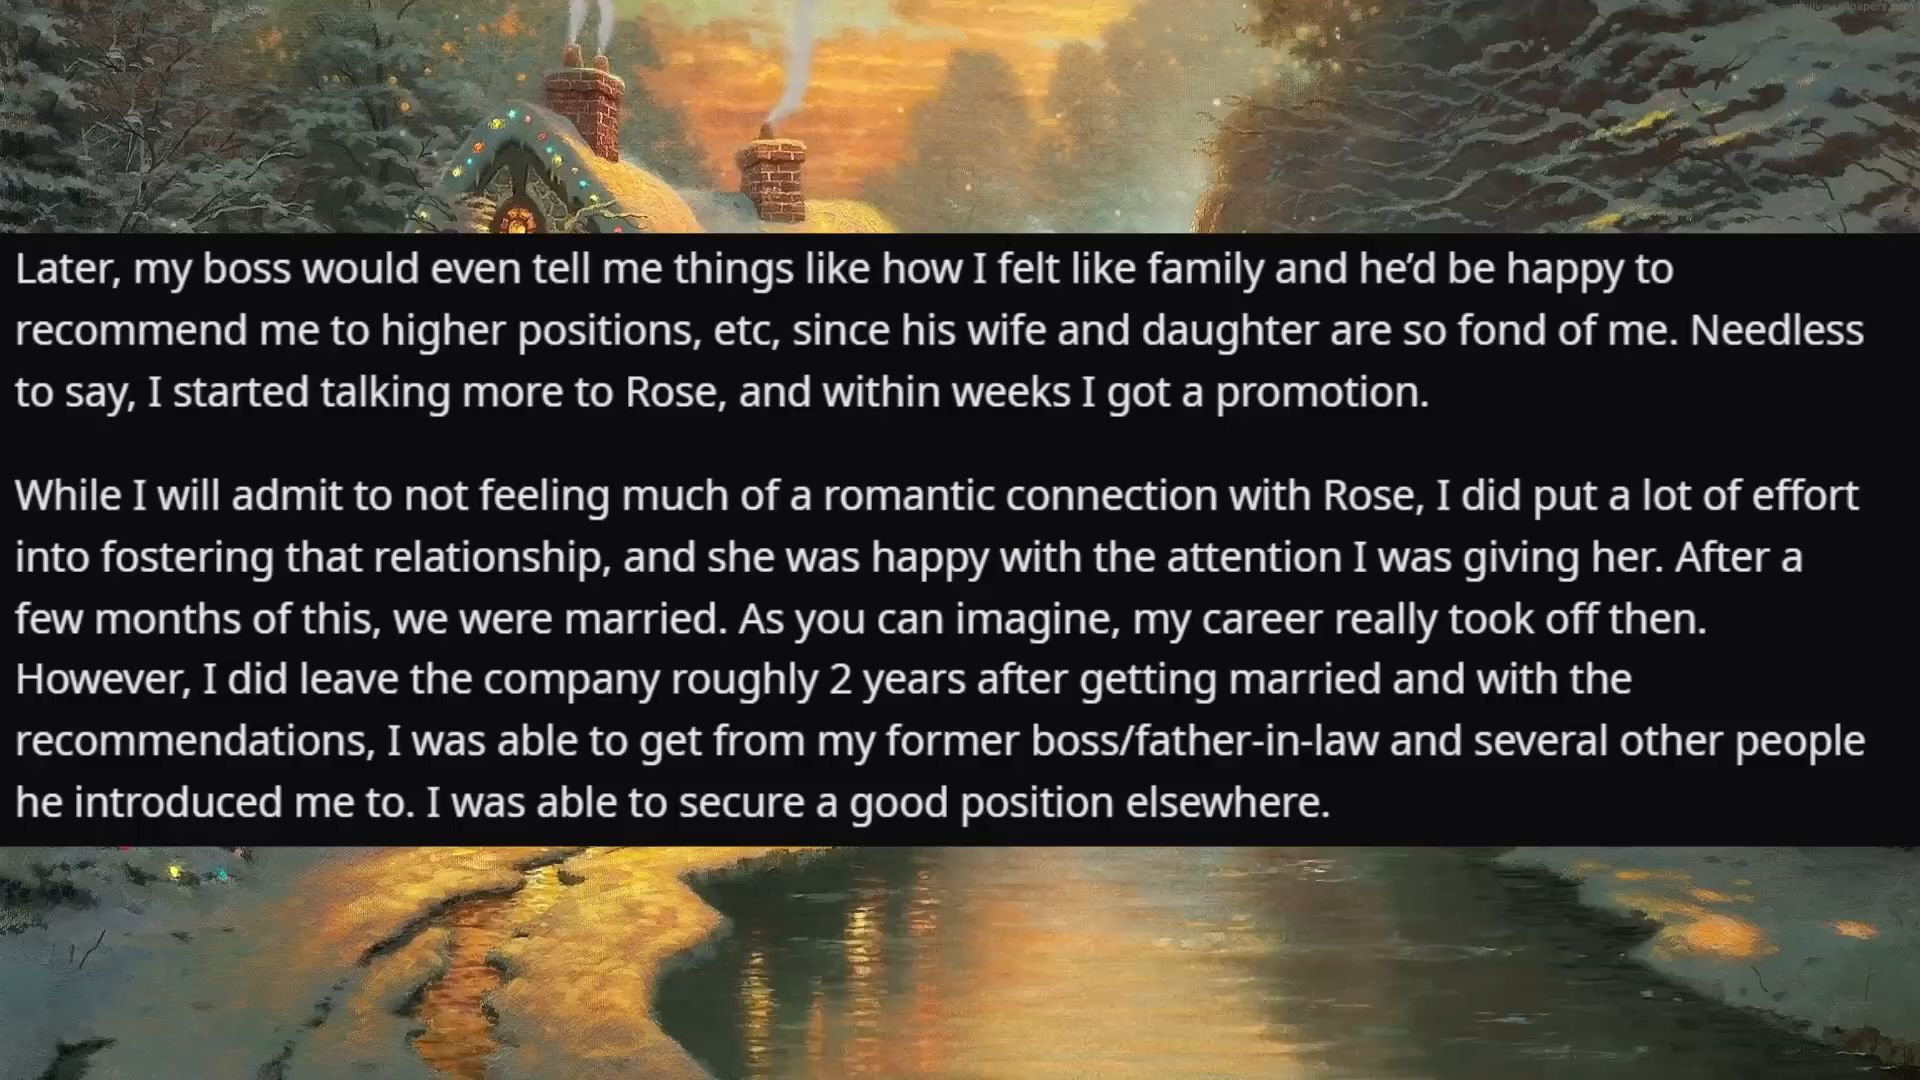 Later, my boss would even tell me things like how I felt like family and he’d be happy to
recommend me to higher positions, etc, since his wife and daughter are so fond of me. Needless
to say, I started talking more to Rose, and within weeks I got a promotion.
While I will admit to not feeling much of a romantic connection with Rose, I did put a lot of effort
into fostering that relationship, and she was happy with the attention I was giving her. After a
few months of this, we were married. As you can imagine, my career really took off then.
However, I did leave the company roughly 2 years after getting married and with the
recommendations, I was able to get from my former boss/father-in-law and several other people
he introduced me to. I was able to secure a good position elsewhere.